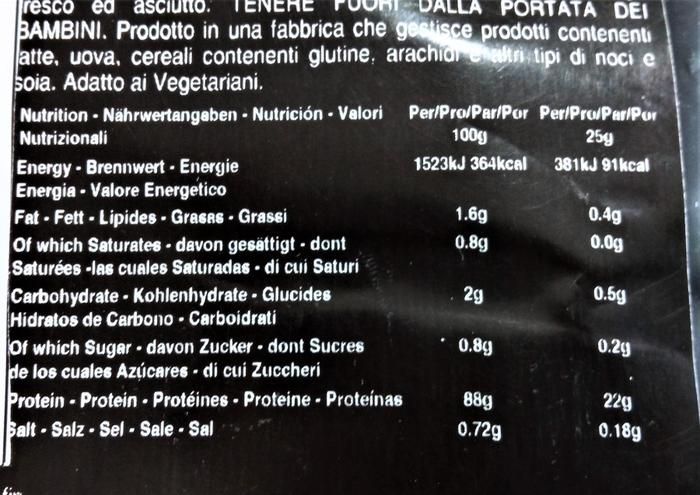 fresco ed asciutto. TENERE FUORI DALLA PORTATA DEI
BAMBINI. Prodotto in una fabbrica che gestisce prodotti contenenti
latte, uova, cereali contenenti glutine, arachidi e altri tipi di noci e
soia. Adatto ai Vegetariani.
Nutrition - Nährwertangaben - Nutrición - Valori Per/Pro/Par/Por Per/Pro/Par/Por
Nutrizionali 100g 25g
Energy - Brennwert - Energie 1523kJ 364kcal 381kJ 91kcal
Energia - Valore Energetico
Fat - Fett - Lipides - Grasas - Grassi 1.6g 0.4g
Of which Saturates - davon gesättigt - dont 0.8g 0.0g
Saturées -las cuales Saturadas - di cui Saturi
Carbohydrate - Kohlenhydrate - Glucides 2g 0.5g
Hidratos de Carbono - Carboidrati
Of which Sugar - davon Zucker - dont Sucres 0.8g 0.2g
de los cuales Azúcares - di cui Zuccheri
Protein - Protein - Protéines - Proteine - Proteínas 88g 22g
Salt - Salz - Sel - Sale - Sal 0.72g 0.18g